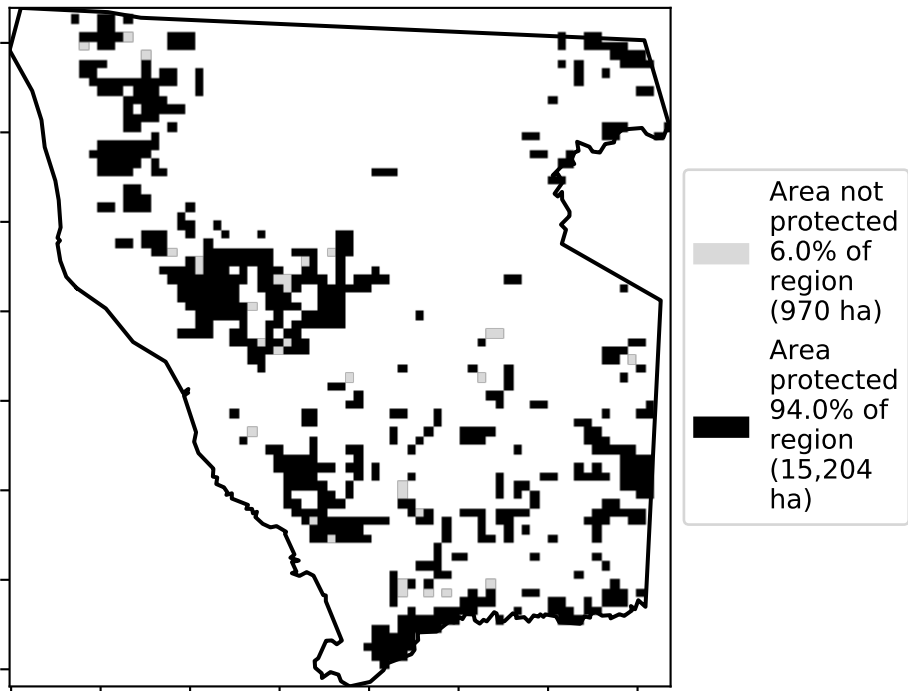 Area not
protected
6.0% of
region
(970 ha)
Area
protected
94.0% of
region
(15,204
ha)